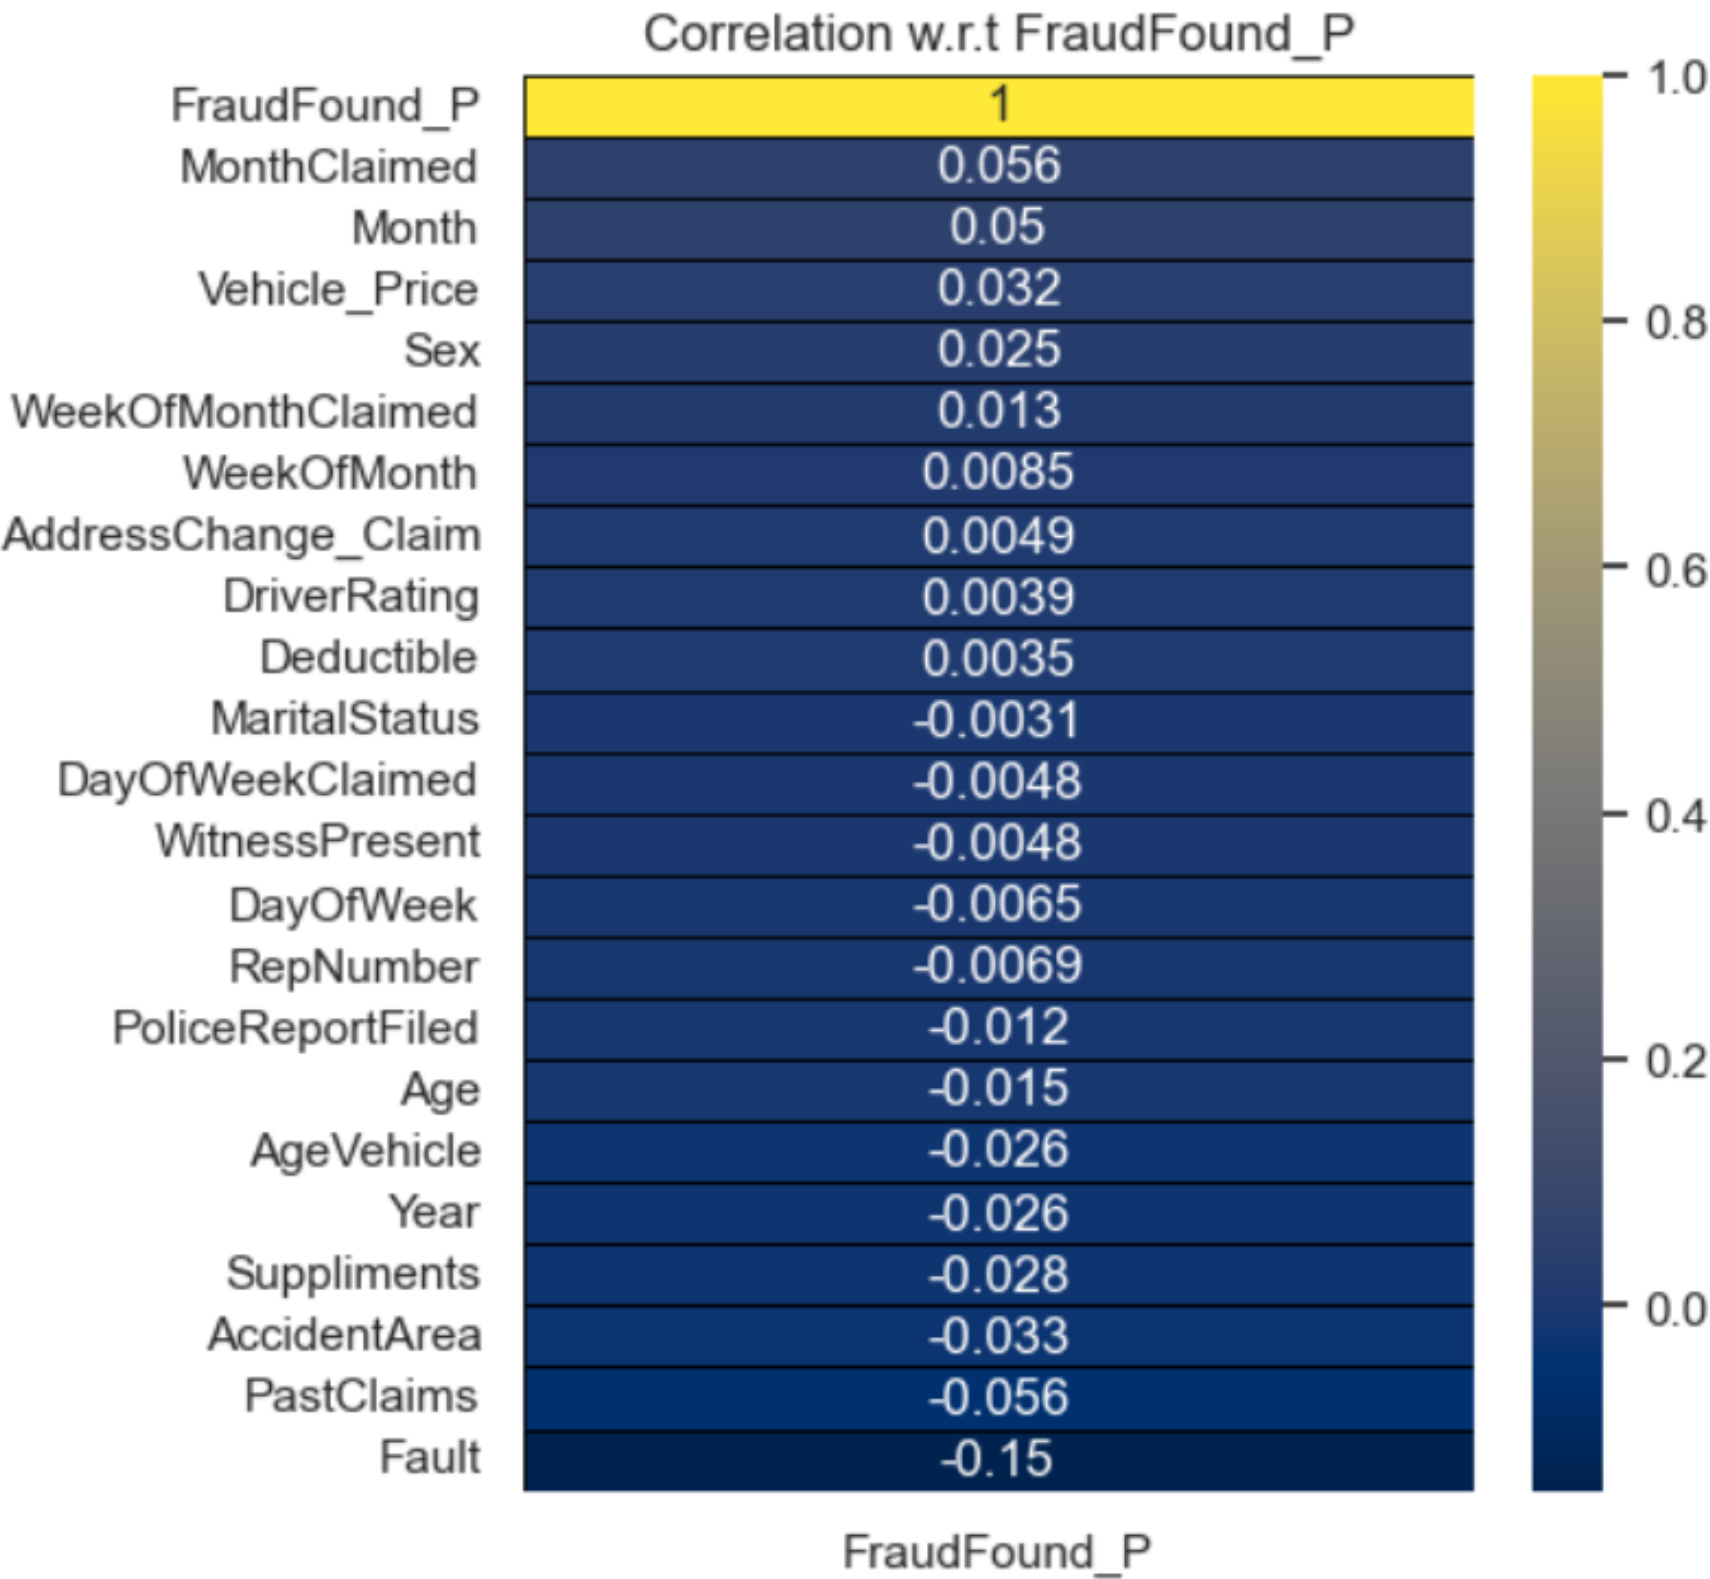 Correlation w.r.t FraudFound_P
FraudFound_P 1
MonthClaimed 0.056
Month 0.05
Vehicle_Price 0.032
Sex 0.025
WeekOfMonthClaimed 0.013
WeekOfMonth 0.0085
AddressChange_Claim 0.0049
DriverRating 0.0039
Deductible 0.0035
MaritalStatus -0.0031
DayOfWeekClaimed -0.0048
WitnessPresent -0.0048
DayOfWeek -0.0065
RepNumber -0.0069
PoliceReportFiled -0.012
Age -0.015
AgeVehicle -0.026
Year -0.026
Suppliments -0.028
AccidentArea -0.033
PastClaims -0.056
Fault -0.15
FraudFound_P
1.0
0.8
0.6
0.4
0.2
0.0